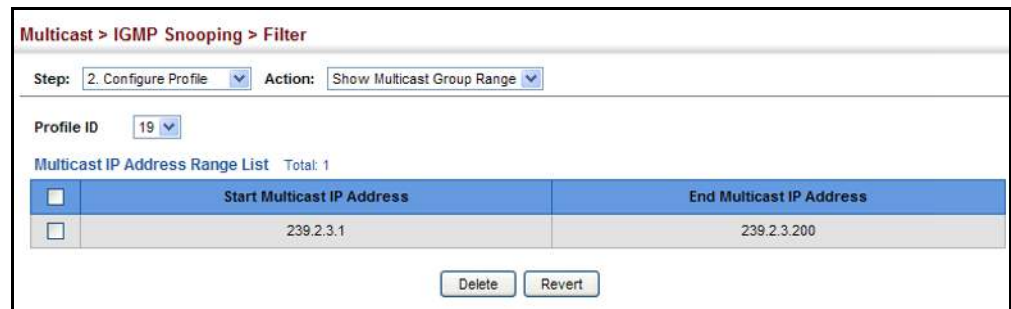 Multicast > IGMP Snooping > Filter
Step: 2. Configure Profile Action: Show Multicast Group Range
Profile ID 19
Multicast IP Address Range List Total: 1
Start Multicast IP Address End Multicast IP Address
239.2.3.1 239.2.3.200
Delete Revert